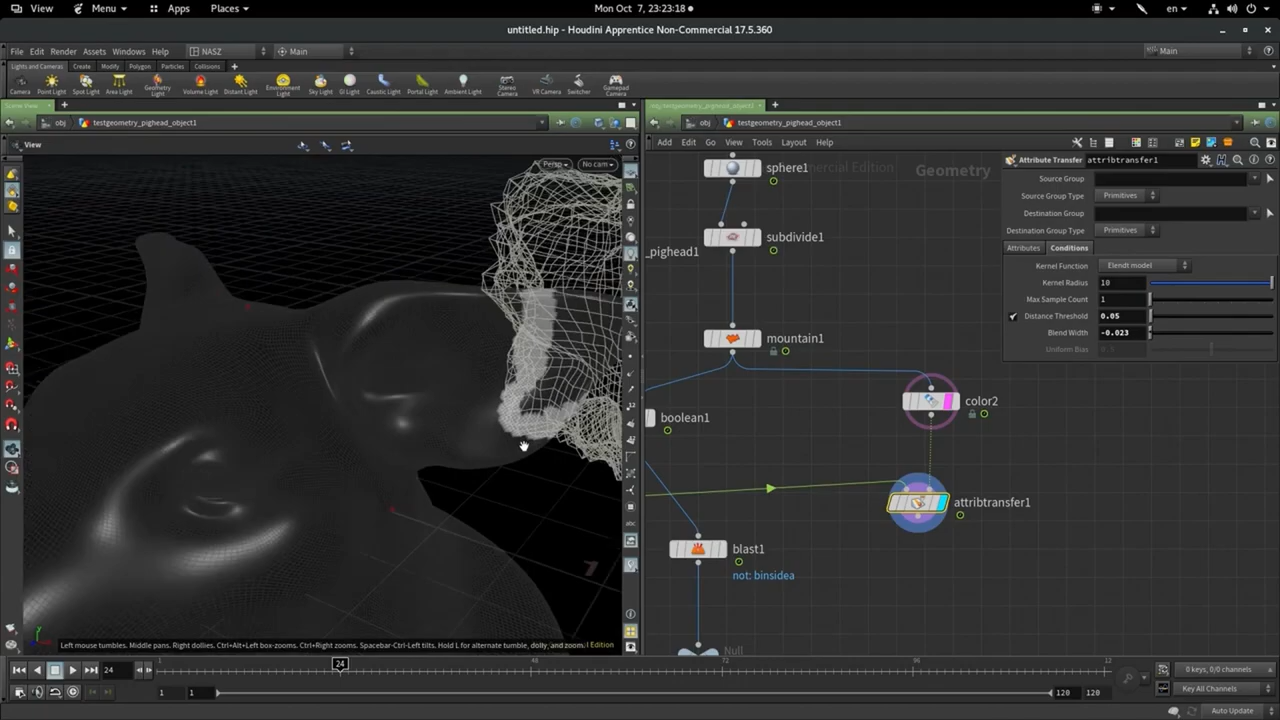 View Menu Apps Places Mon Oct 7, 23:23:18 en
untitled.hip - Houdini Apprentice Non-Commercial 17.5.360
File Edit Render Assets Windows Help NASZ Main Main
Lights and Cameras Create Modify Polygon Particles Collisions
Camera Point Light Spot Light Area Light Geometry Light Volume Light Distant Light Environment Light Sky Light GI Light Caustic Light Portal Light Ambient Light Stereo Camera VR Camera Switcher Gamepad Camera
Scene View
obj testgeometry_pighead_object1
View
Persp No cam
Left mouse tumbles. Middle pans. Right dollies. Ctrl+Alt+Left box-zooms. Ctrl+Right zooms. Spacebar-Ctrl-Left tilts. Hold L for alternate tumble, dolly, and zoom.
Edition
obj/testgeometry_pighead_object1
obj testgeometry_pighead_object1
Add Edit Go View Tools Layout Help
Commercial Edition
Geometry
sphere1
subdivide1
_pighead1
mountain1
boolean1
color2
attribtransfer1
blast1
not: binsidea
Null
Attribute Transfer attribtransfer1
Source Group
Source Group Type Primitives
Destination Group
Destination Group Type Primitives
Attributes Conditions
Kernel Function Elendt model
Kernel Radius 10
Max Sample Count 1
Distance Threshold 0.05
Blend Width -0.023
Uniform Bias
24 1 24 48 72 96 12
1 1 120 120
0 keys, 0/0 channels
Key All Channels
Auto Update